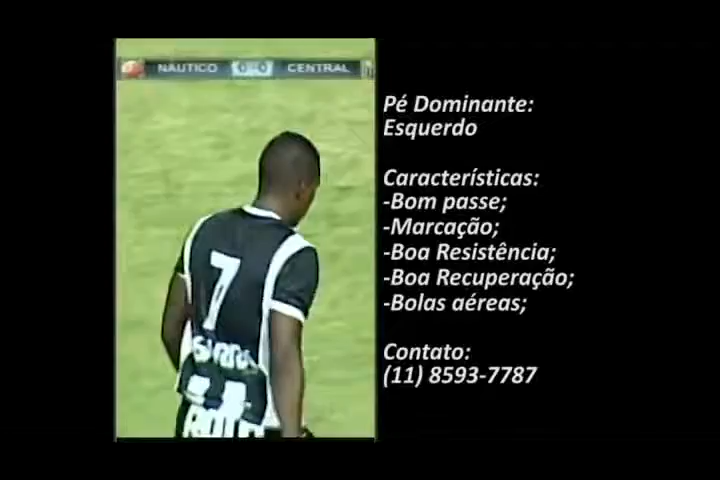 NÁUTICO 0 0 CENTRAL
Pé Dominante:
Esquerdo
Características:
-Bom passe;
-Marcação;
-Boa Resistência;
-Boa Recuperação;
-Bolas aéreas;
Contato:
(11) 8593-7787
7